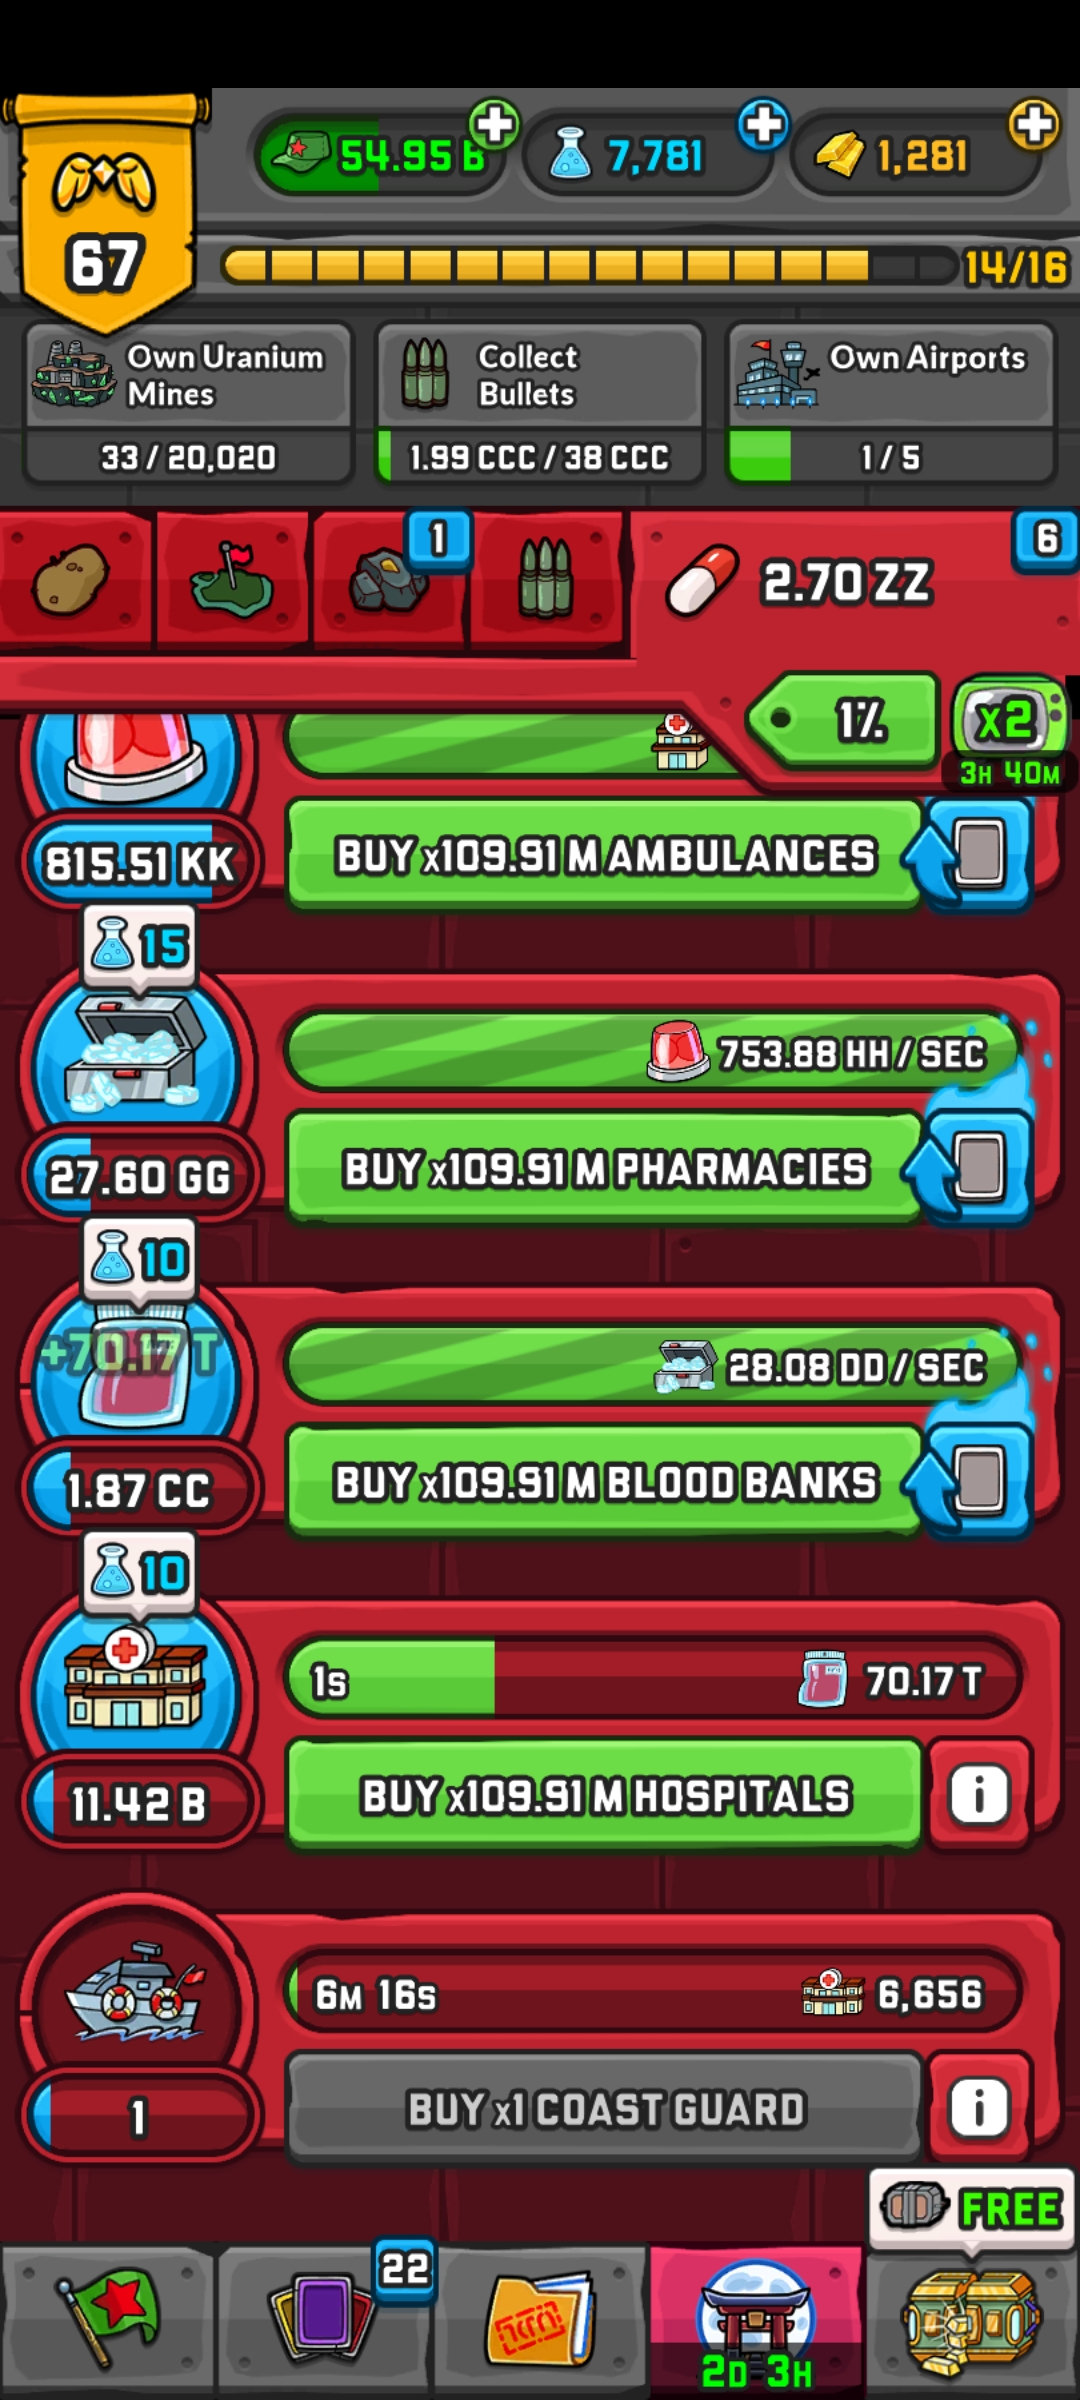 67
54.95 B
7,781
1,281
14/16
Own Uranium
Mines
33 / 20,020
Collect
Bullets
1.99 CCC / 38 CCC
Own Airports
1 / 5
1
2.70 ZZ
6
1%
x2
3H 40M
815.51 KK
BUY x109.91 M AMBULANCES
15
753.88 HH / SEC
27.60 GG
BUY x109.91 M PHARMACIES
10
+70.17 T
28.08 DD / SEC
1.87 CC
BUY x109.91 M BLOOD BANKS
10
1s
70.17 T
11.42 B
BUY x109.91 M HOSPITALS
i
6M 16s
6,656
1
BUY x1 COAST GUARD
i
FREE
22
2D 3H